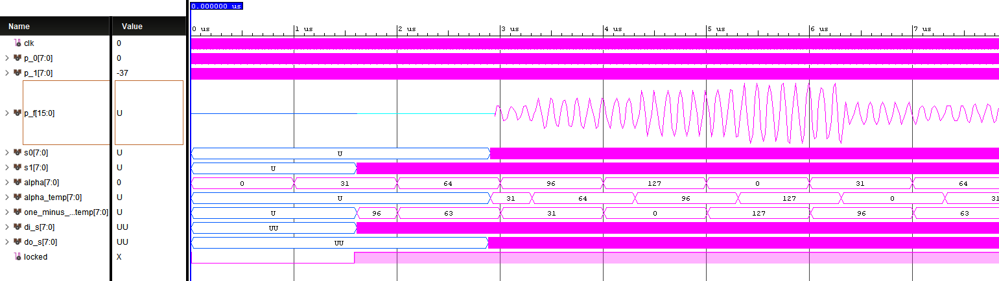 0.000000 us
Name Value
0 us 1 us 2 us 3 us 4 us 5 us 6 us 7 us
clk 0
p_0[7:0] 0
p_1[7:0] -37
p_f[15:0] U
s0[7:0] U U
s1[7:0] U U
alpha[7:0] 0 0 31 64 96 127 0 31 64
alpha_temp[7:0] U U 31 64 96 127 0 31
one_minus_...temp[7:0] U U 96 63 31 0 127 96 63
di_s[7:0] UU UU
do_s[7:0] UU UU
locked X